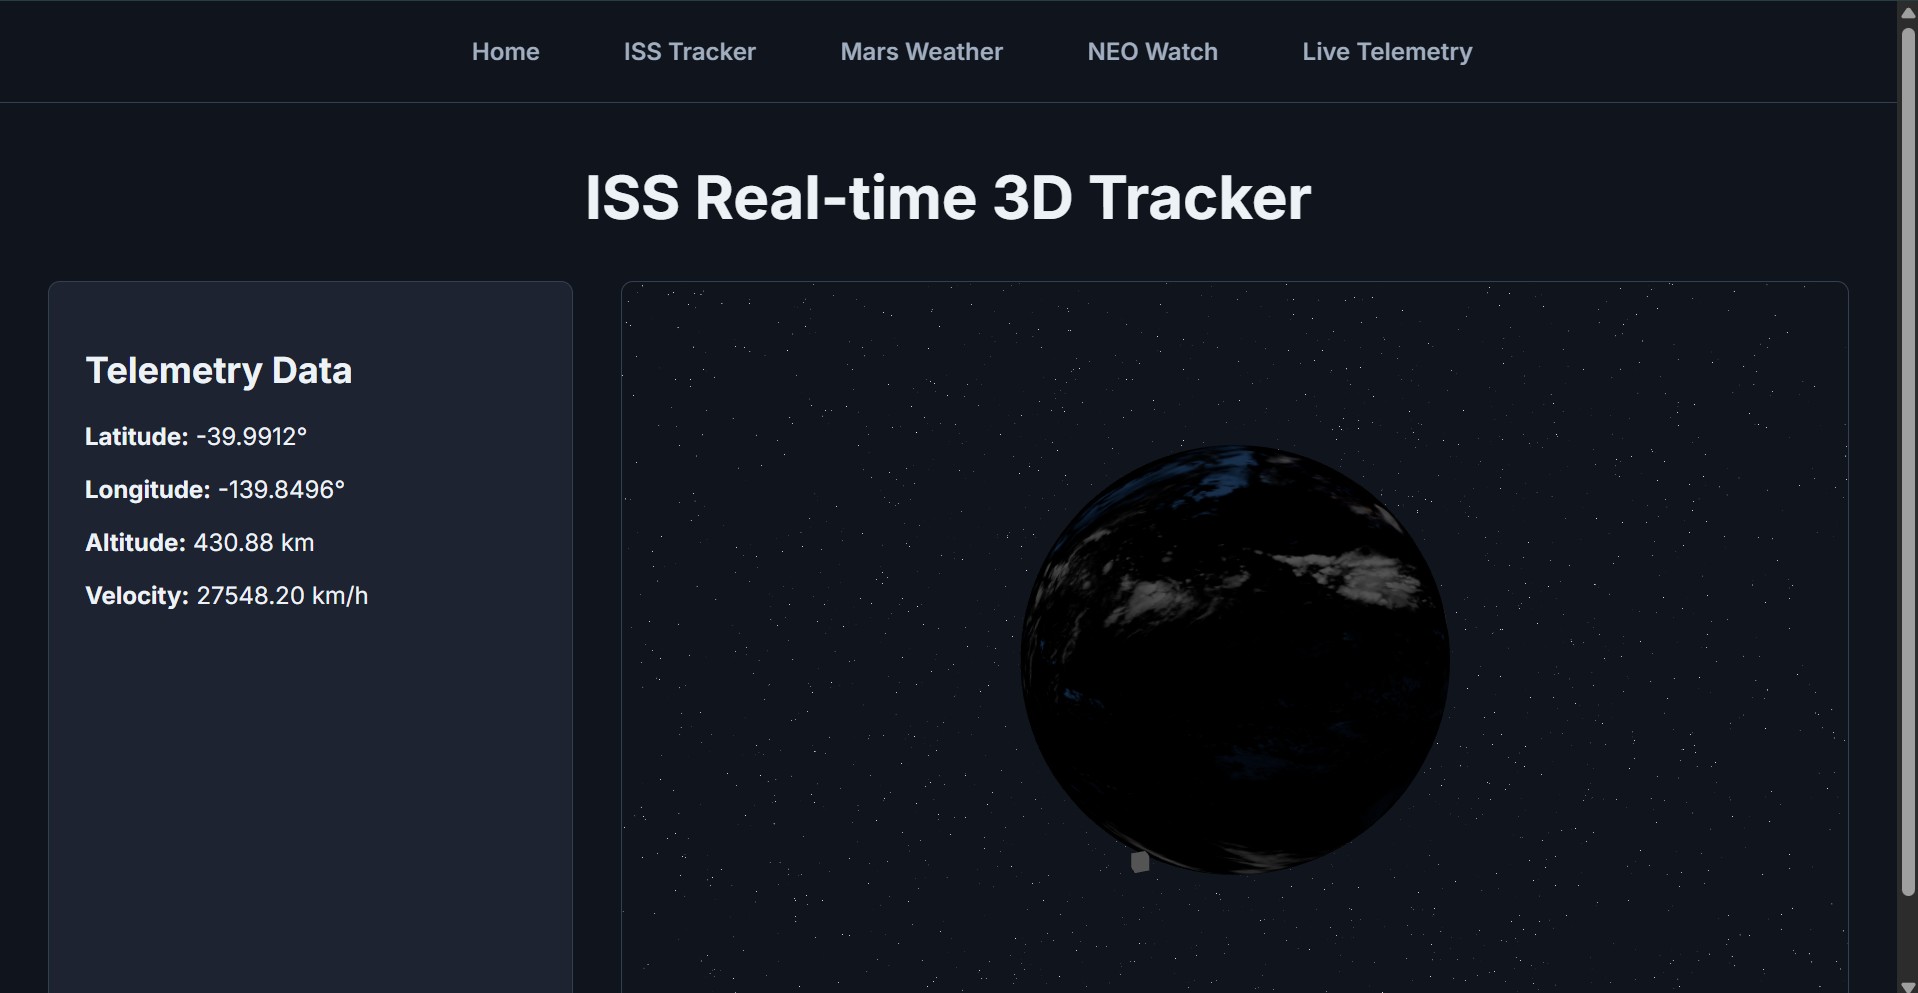 Home ISS Tracker Mars Weather NEO Watch Live Telemetry
ISS Real-time 3D Tracker
Telemetry Data
Latitude: -39.9912°
Longitude: -139.8496°
Altitude: 430.88 km
Velocity: 27548.20 km/h